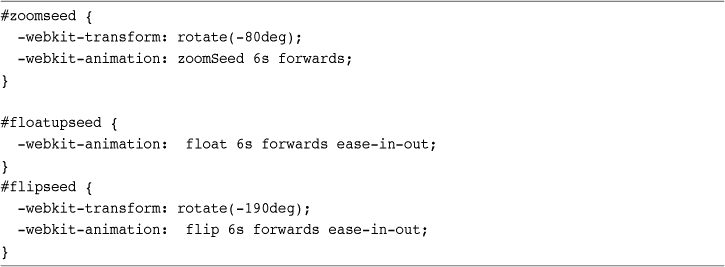 #zoomseed {
  -webkit-transform: rotate(-80deg);
  -webkit-animation: zoomSeed 6s forwards;
}

#floatupseed {
  -webkit-animation:  float 6s forwards ease-in-out;
}
#flipseed {
  -webkit-transform: rotate(-190deg);
  -webkit-animation:  flip 6s forwards ease-in-out;
}